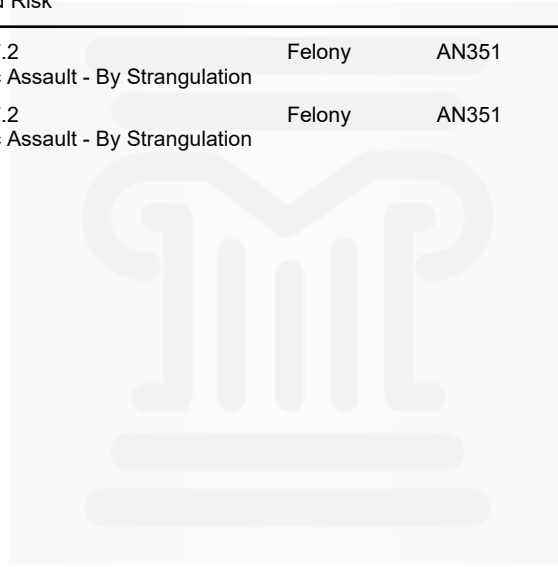 d Risk
.2 Felony AN351
c Assault - By Strangulation
.2 Felony AN351
c Assault - By Strangulation